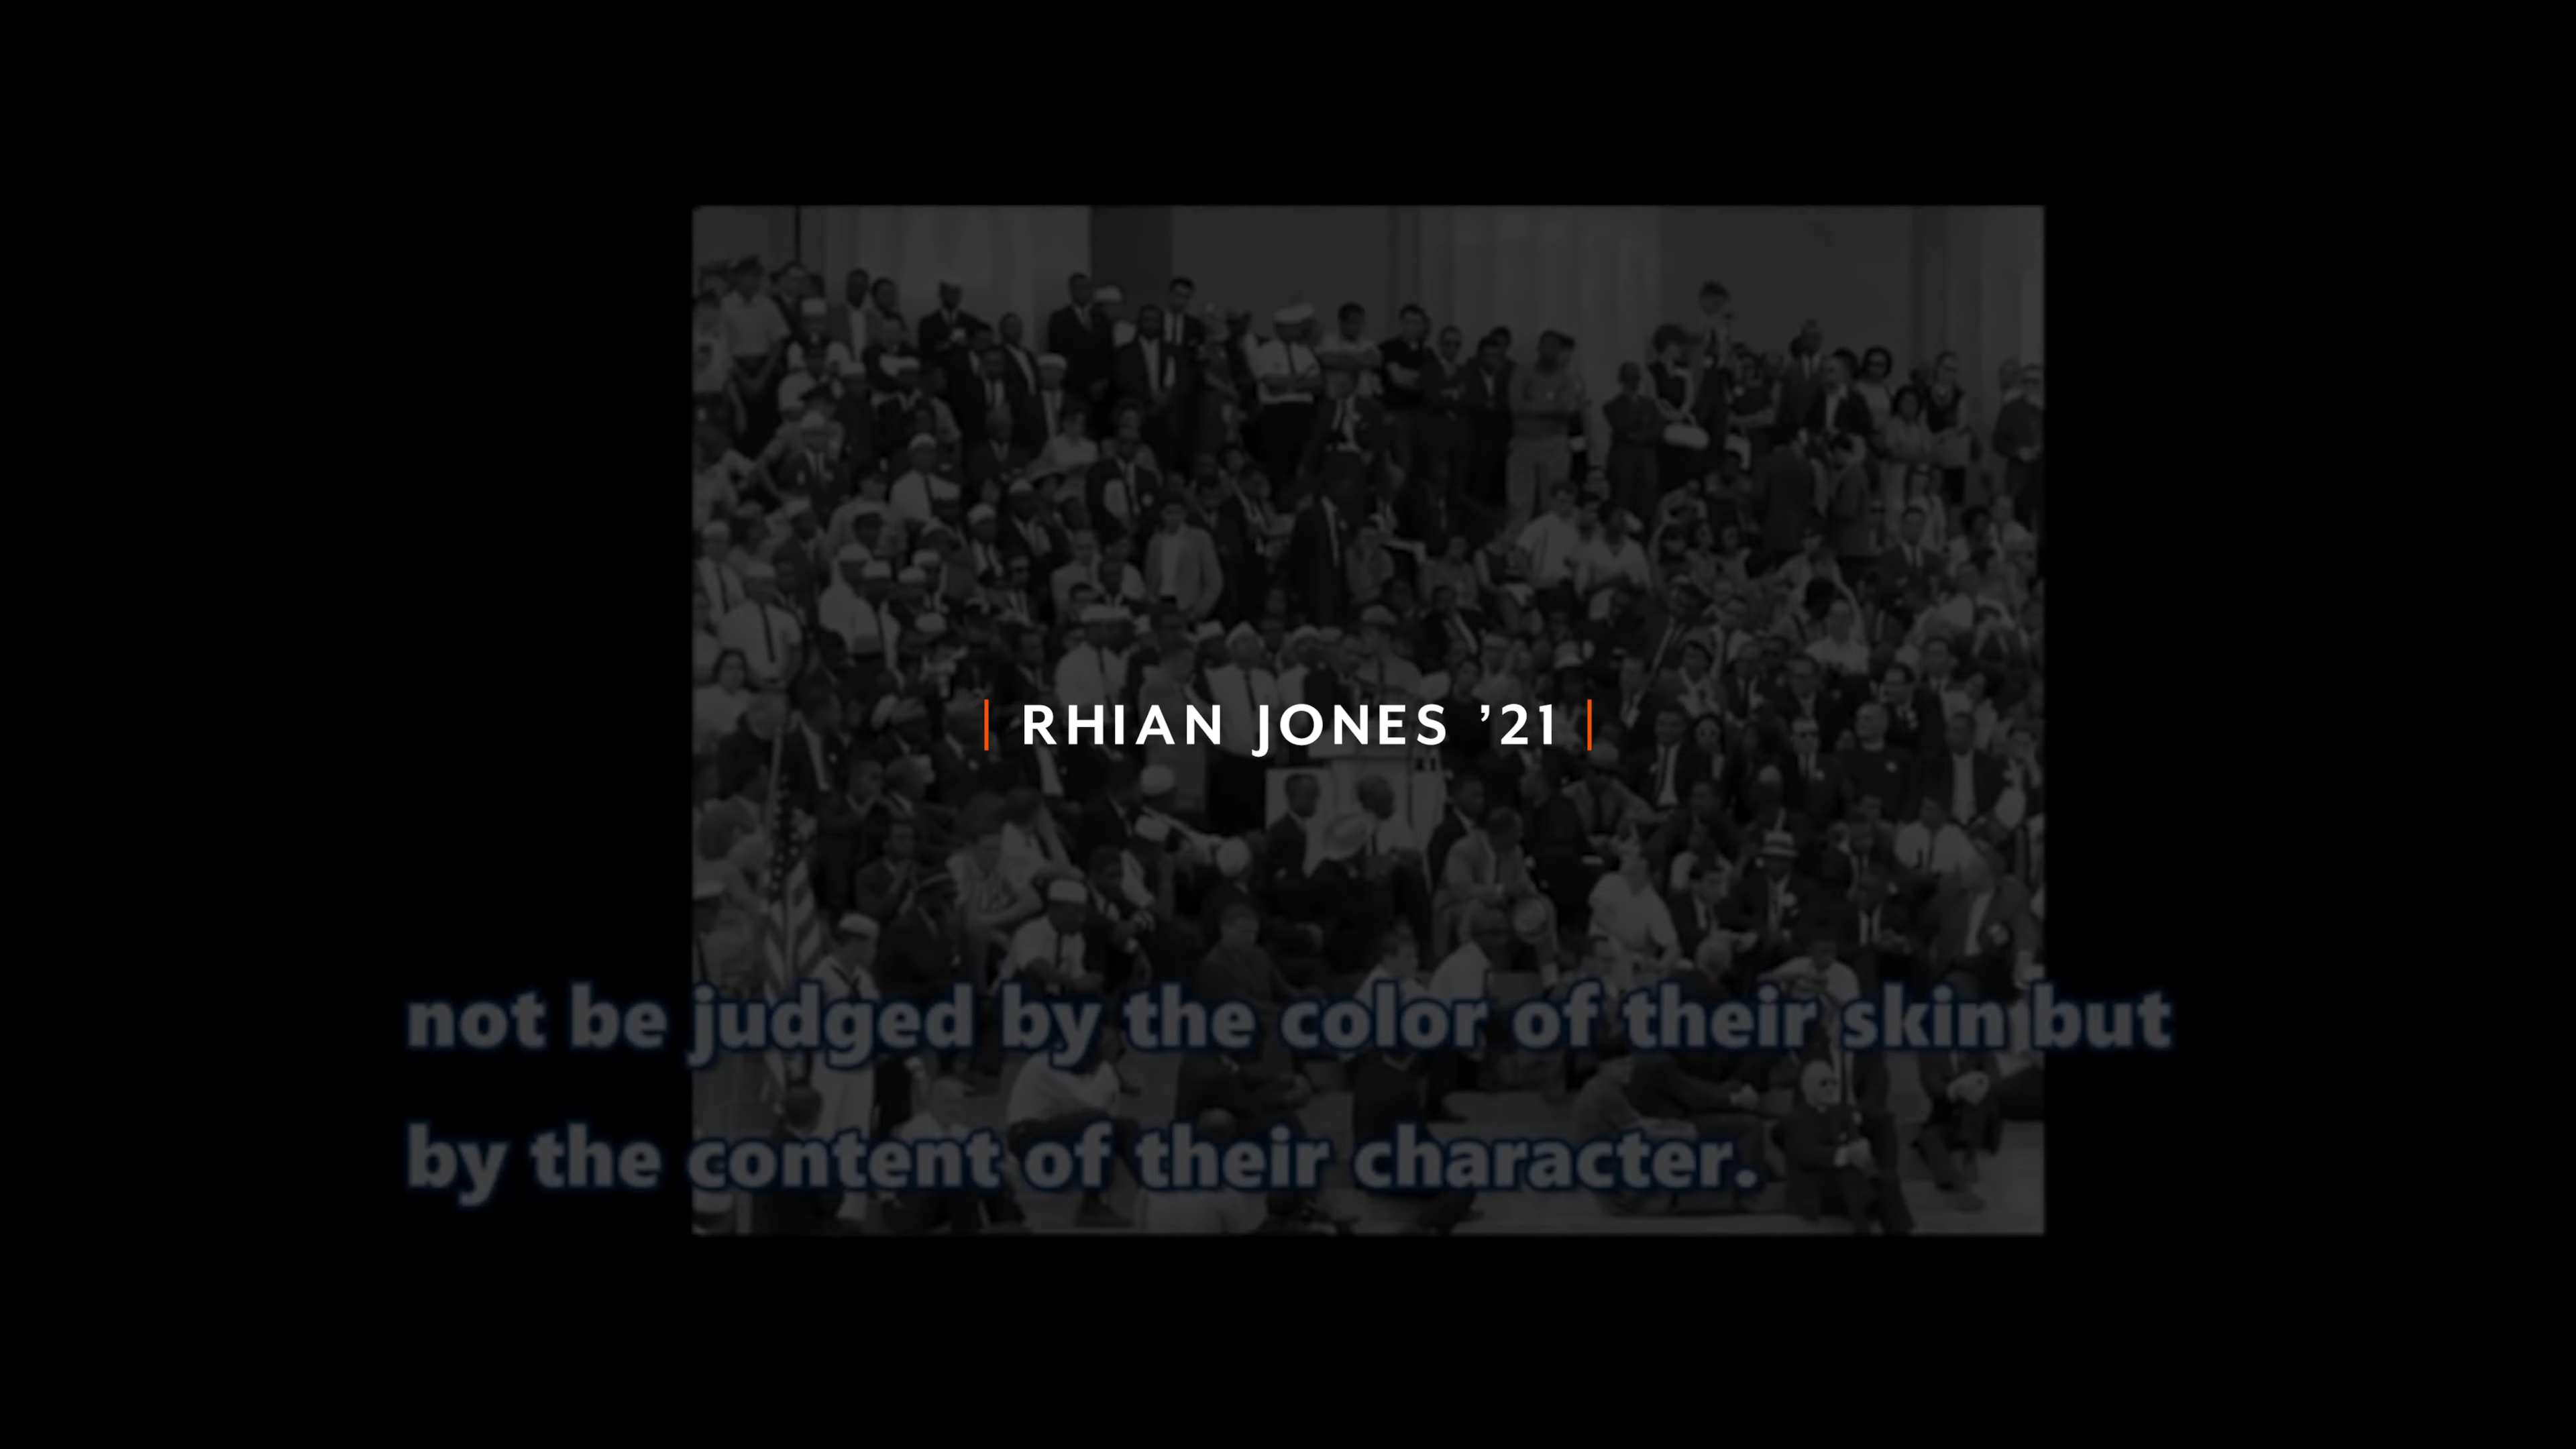 | RHIAN JONES ’21 |
not be judged by the color of their skin but
by the content of their character.